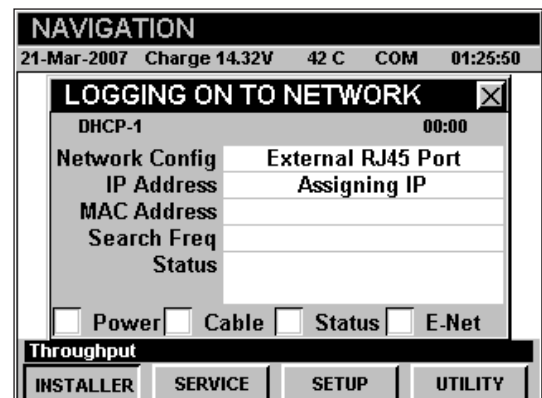 NAVIGATION
21-Mar-2007 Charge 14.32V 42 C COM 01:25:50
LOGGING ON TO NETWORK X
DHCP-1 00:00
Network Config External RJ45 Port
IP Address Assigning IP
MAC Address
Search Freq
Status
Power Cable Status E-Net
Throughput
INSTALLER SERVICE SETUP UTILITY